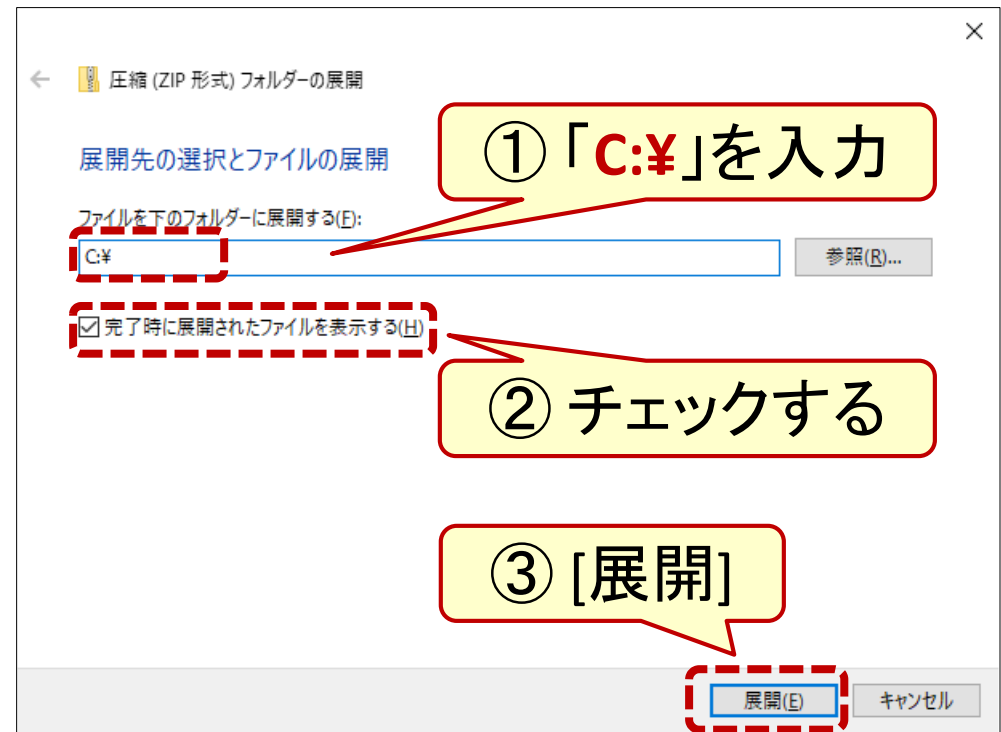 圧縮 (ZIP 形式) フォルダーの展開
①「C:¥」を入力
展開先の選択とファイルの展開
ファイルを下のフォルダーに展開する(F):
C:¥
参照(R)...
完了時に展開されたファイルを表示する(H)
② チェックする
③ [展開]
展開(E)
キャンセル